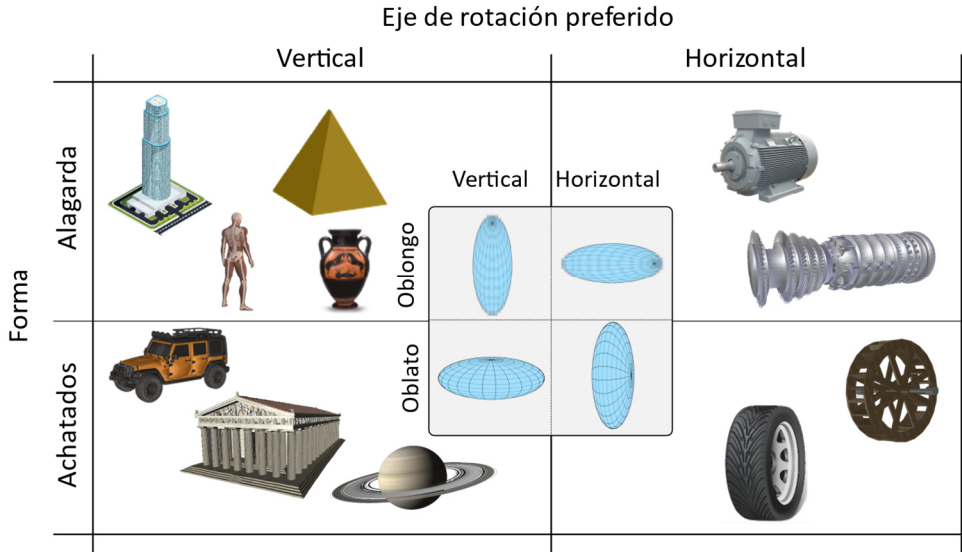 Eje de rotación preferido
Vertical
Horizontal
Forma
Alagarda
Achatados
Vertical
Horizontal
Oblongo
Oblato